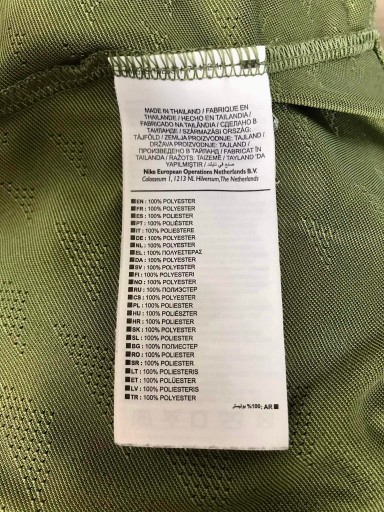 MADE IN THAILAND / FABRIQUE EN
THAILANDE / HECHO EN TAILANDIA /
FABRICADO NA TAILÂNDIA / СДЕЛАНО В
ТАИЛАНДЕ / SZÁRMAZÁSI ORSZÁG:
TÁJFÖLD / ZEMLJA PROIZVODNJE: TAJLAND /
DRŽAVA PROIZVODNJE: TAJLAND /
ПРОИЗВЕДЕНО В ТАЙЛАНД / FABRICAT ÎN
TAILANDA / RAŽOTS: TAIZEMĒ / TAYLAND'DA
YAPILMIŞTIR / صنع في تايلاند
Nike European Operations Netherlands B.V.
Colosseum 1, 1213 NL Hilversum, The Netherlands
EN : 100% POLYESTER
FR : 100% POLYESTER
ES : 100% POLIÉSTER
PT : 100% POLIÉSTER
IT : 100% POLIESTERE
DE : 100% POLYESTER
NL : 100% POLYESTER
EL : 100% ΠΟΛΥΕΣΤΕΡΑΣ
DA : 100% POLYESTER
SV : 100% POLYESTER
FI : 100% POLYESTERI
NO : 100% POLYESTER
RU : 100% ПОЛИЭСТЕР
CS : 100% POLYESTER
PL : 100% POLIESTER
HU : 100% POLIÉSZTER
HR : 100% POLIESTER
SK : 100% POLYESTER
SL : 100% POLIESTER
BG : 100% ПОЛИЕСТЕР
RO : 100% POLIESTER
SR : 100% POLIESTER
LT : 100% POLIESTERIS
ET : 100% POLÜESTER
LV : 100% POLIESTERIS
TR : 100% POLYESTER
AR : 100% بوليستر